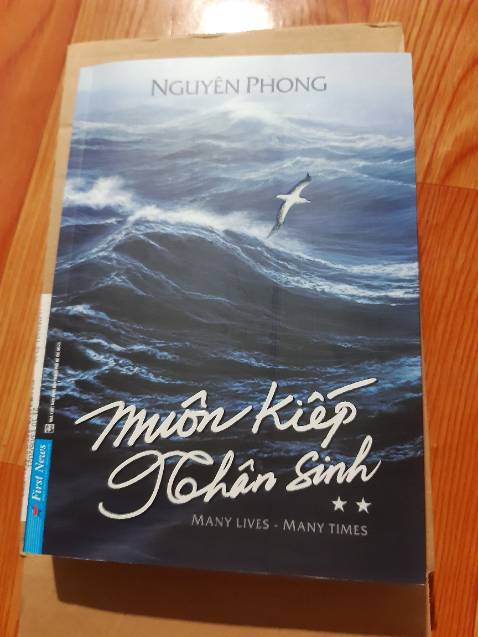 NGUYÊN PHONG
muôn kiếp
Nhân sinh
MANY LIVES - MANY TIMES
First News